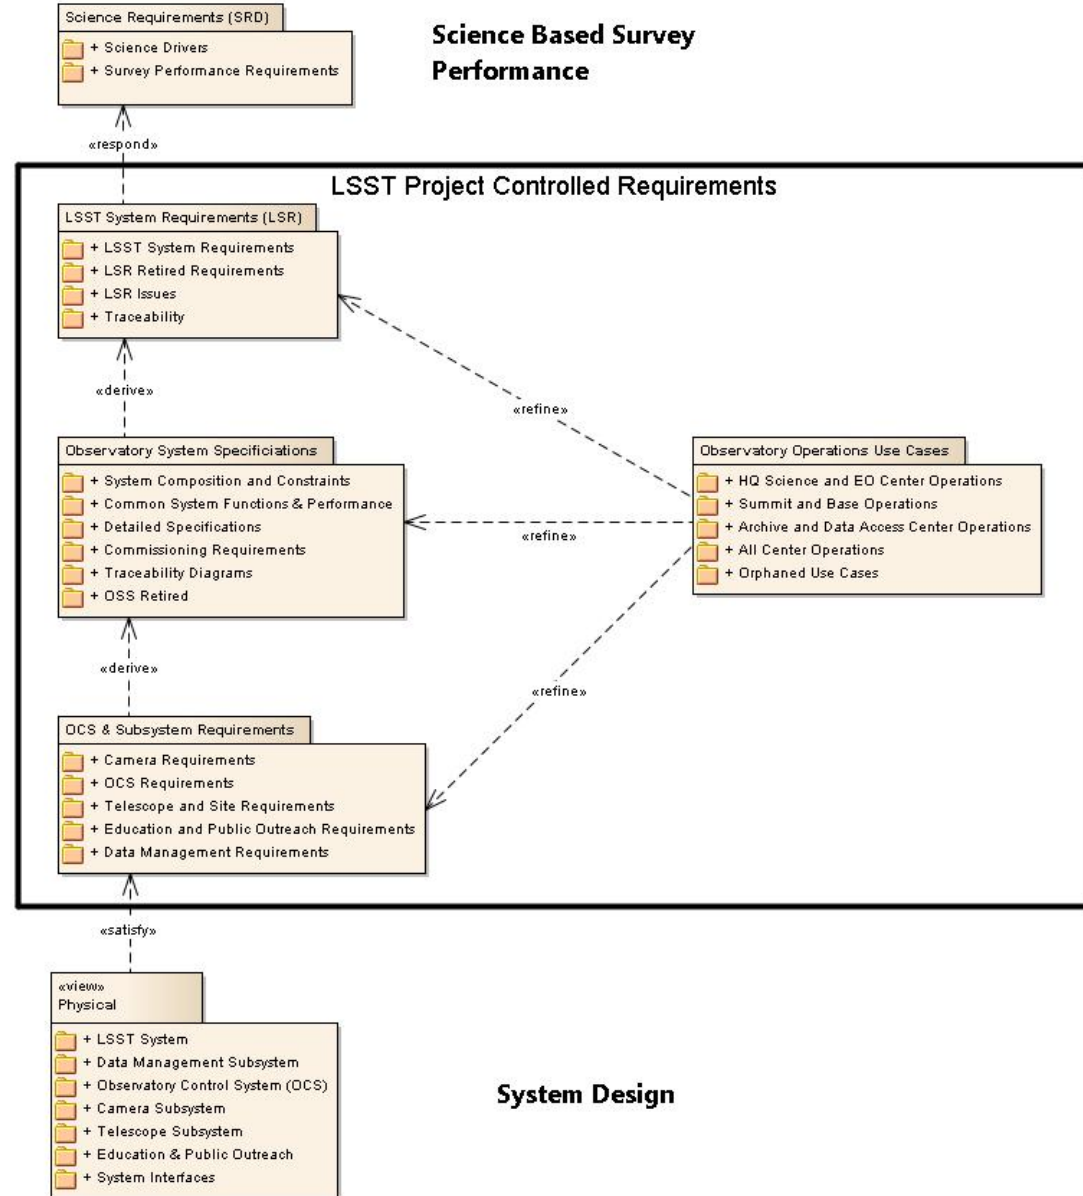 Science Requirements (SRD)
+ Science Drivers
+ Survey Performance Requirements
Science Based Survey
Performance
«respond»
LSST Project Controlled Requirements
LSST System Requirements (LSR)
+ LSST System Requirements
+ LSR Retired Requirements
+ LSR Issues
+ Traceability
«derive»
«refine»
Observatory System Specificiations
+ System Composition and Constraints
+ Common System Functions & Performance
+ Detailed Specifications
+ Commissioning Requirements
+ Traceability Diagrams
+ OSS Retired
«refine»
Observatory Operations Use Cases
+ HQ Science and EO Center Operations
+ Summit and Base Operations
+ Archive and Data Access Center Operations
+ All Center Operations
+ Orphaned Use Cases
«derive»
«refine»
OCS & Subsystem Requirements
+ Camera Requirements
+ OCS Requirements
+ Telescope and Site Requirements
+ Education and Public Outreach Requirements
+ Data Management Requirements
«satisfy»
«view»
Physical
+ LSST System
+ Data Management Subsystem
+ Observatory Control System (OCS)
+ Camera Subsystem
+ Telescope Subsystem
+ Education & Public Outreach
+ System Interfaces
System Design